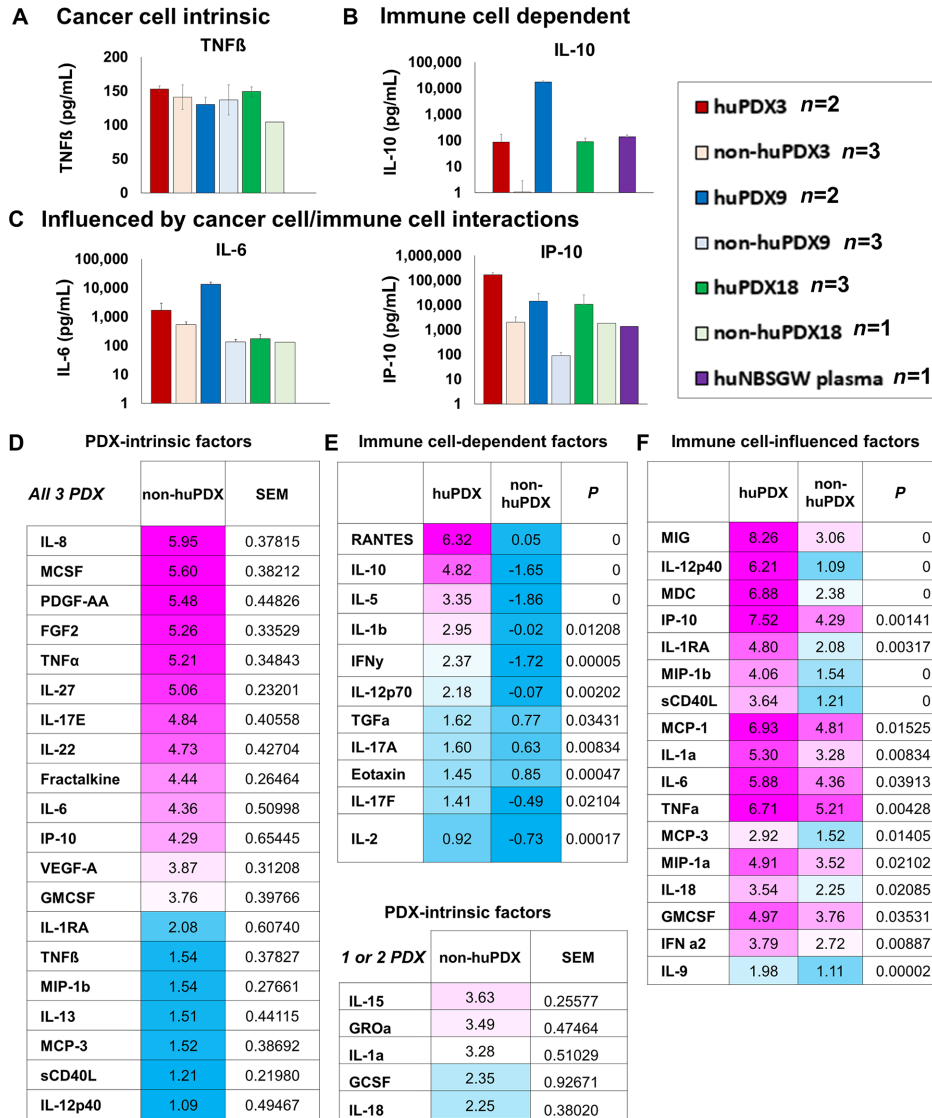 A Cancer cell intrinsic
TNFß
TNFß (pg/mL)
200
150
100
50
0
B Immune cell dependent
IL-10
IL-10 (pg/mL)
100,000
10,000
1,000
100
10
1
huPDX3 n=2
non-huPDX3 n=3
huPDX9 n=2
non-huPDX9 n=3
huPDX18 n=3
non-huPDX18 n=1
huNBSGW plasma n=1
C Influenced by cancer cell/immune cell interactions
IL-6
IL-6 (pg/mL)
100,000
10,000
1,000
100
10
1
IP-10
IP-10 (pg/mL)
1,000,000
100,000
10,000
1,000
100
10
1
D PDX-intrinsic factors
All 3 PDX non-huPDX SEM
IL-8 5.95 0.37815
MCSF 5.60 0.38212
PDGF-AA 5.48 0.44826
FGF2 5.26 0.33529
TNFα 5.21 0.34843
IL-27 5.06 0.23201
IL-17E 4.84 0.40558
IL-22 4.73 0.42704
Fractalkine 4.44 0.26464
IL-6 4.36 0.50998
IP-10 4.29 0.65445
VEGF-A 3.87 0.31208
GMCSF 3.76 0.39766
IL-1RA 2.08 0.60740
TNFß 1.54 0.37827
MIP-1b 1.54 0.27661
IL-13 1.51 0.44115
MCP-3 1.52 0.38692
sCD40L 1.21 0.21980
IL-12p40 1.09 0.49467
E Immune cell-dependent factors
huPDX non-huPDX P
RANTES 6.32 0.05 0
IL-10 4.82 -1.65 0
IL-5 3.35 -1.86 0
IL-1b 2.95 -0.02 0.01208
IFNy 2.37 -1.72 0.00005
IL-12p70 2.18 -0.07 0.00202
TGFa 1.62 0.77 0.03431
IL-17A 1.60 0.63 0.00834
Eotaxin 1.45 0.85 0.00047
IL-17F 1.41 -0.49 0.02104
IL-2 0.92 -0.73 0.00017
PDX-intrinsic factors
1 or 2 PDX non-huPDX SEM
IL-15 3.63 0.25577
GROa 3.49 0.47464
IL-1a 3.28 0.51029
GCSF 2.35 0.92671
IL-18 2.25 0.38020
F Immune cell-influenced factors
huPDX non-huPDX P
MIG 8.26 3.06 0
IL-12p40 6.21 1.09 0
MDC 6.88 2.38 0
IP-10 7.52 4.29 0.00141
IL-1RA 4.80 2.08 0.00317
MIP-1b 4.06 1.54 0
sCD40L 3.64 1.21 0
MCP-1 6.93 4.81 0.01525
IL-1a 5.30 3.28 0.00834
IL-6 5.88 4.36 0.03913
TNFa 6.71 5.21 0.00428
MCP-3 2.92 1.52 0.01405
MIP-1a 4.91 3.52 0.02102
IL-18 3.54 2.25 0.02085
GMCSF 4.97 3.76 0.03531
IFN a2 3.79 2.72 0.00887
IL-9 1.98 1.11 0.00002